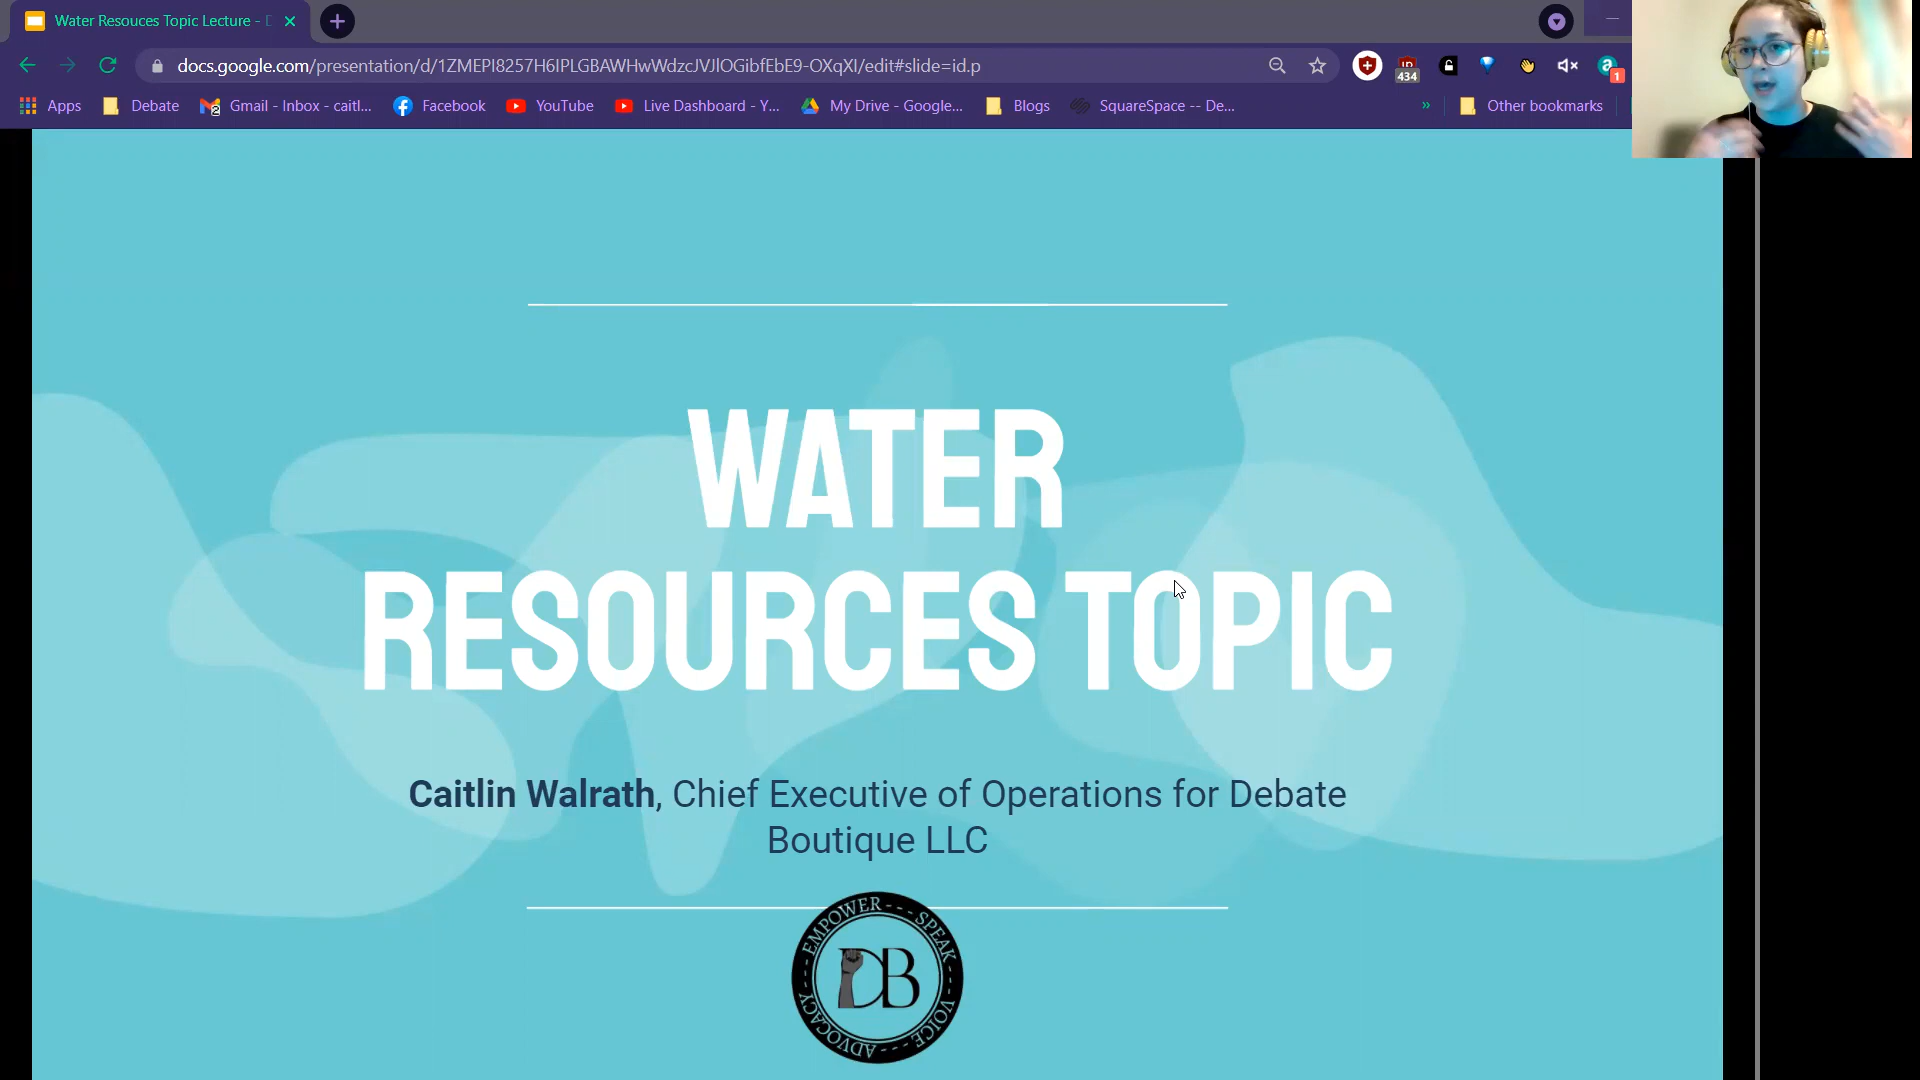 Water Resouces Topic Lecture - D
docs.google.com/presentation/d/1ZMEPI8257H6IPLGBAWHwWdzcJVJlOGibfEbE9-OXqXI/edit#slide=id.p
434
1
Apps
Debate
2
Gmail - Inbox - caitl...
Facebook
YouTube
Live Dashboard - Y...
My Drive - Google...
Blogs
SquareSpace -- De...
»
Other bookmarks
WATER
RESOURCES TOPIC
Caitlin Walrath, Chief Executive of Operations for Debate
Boutique LLC
EMPOWER - - - SPEAK - - - VOICE - - - ADVOCACY - - -
DB